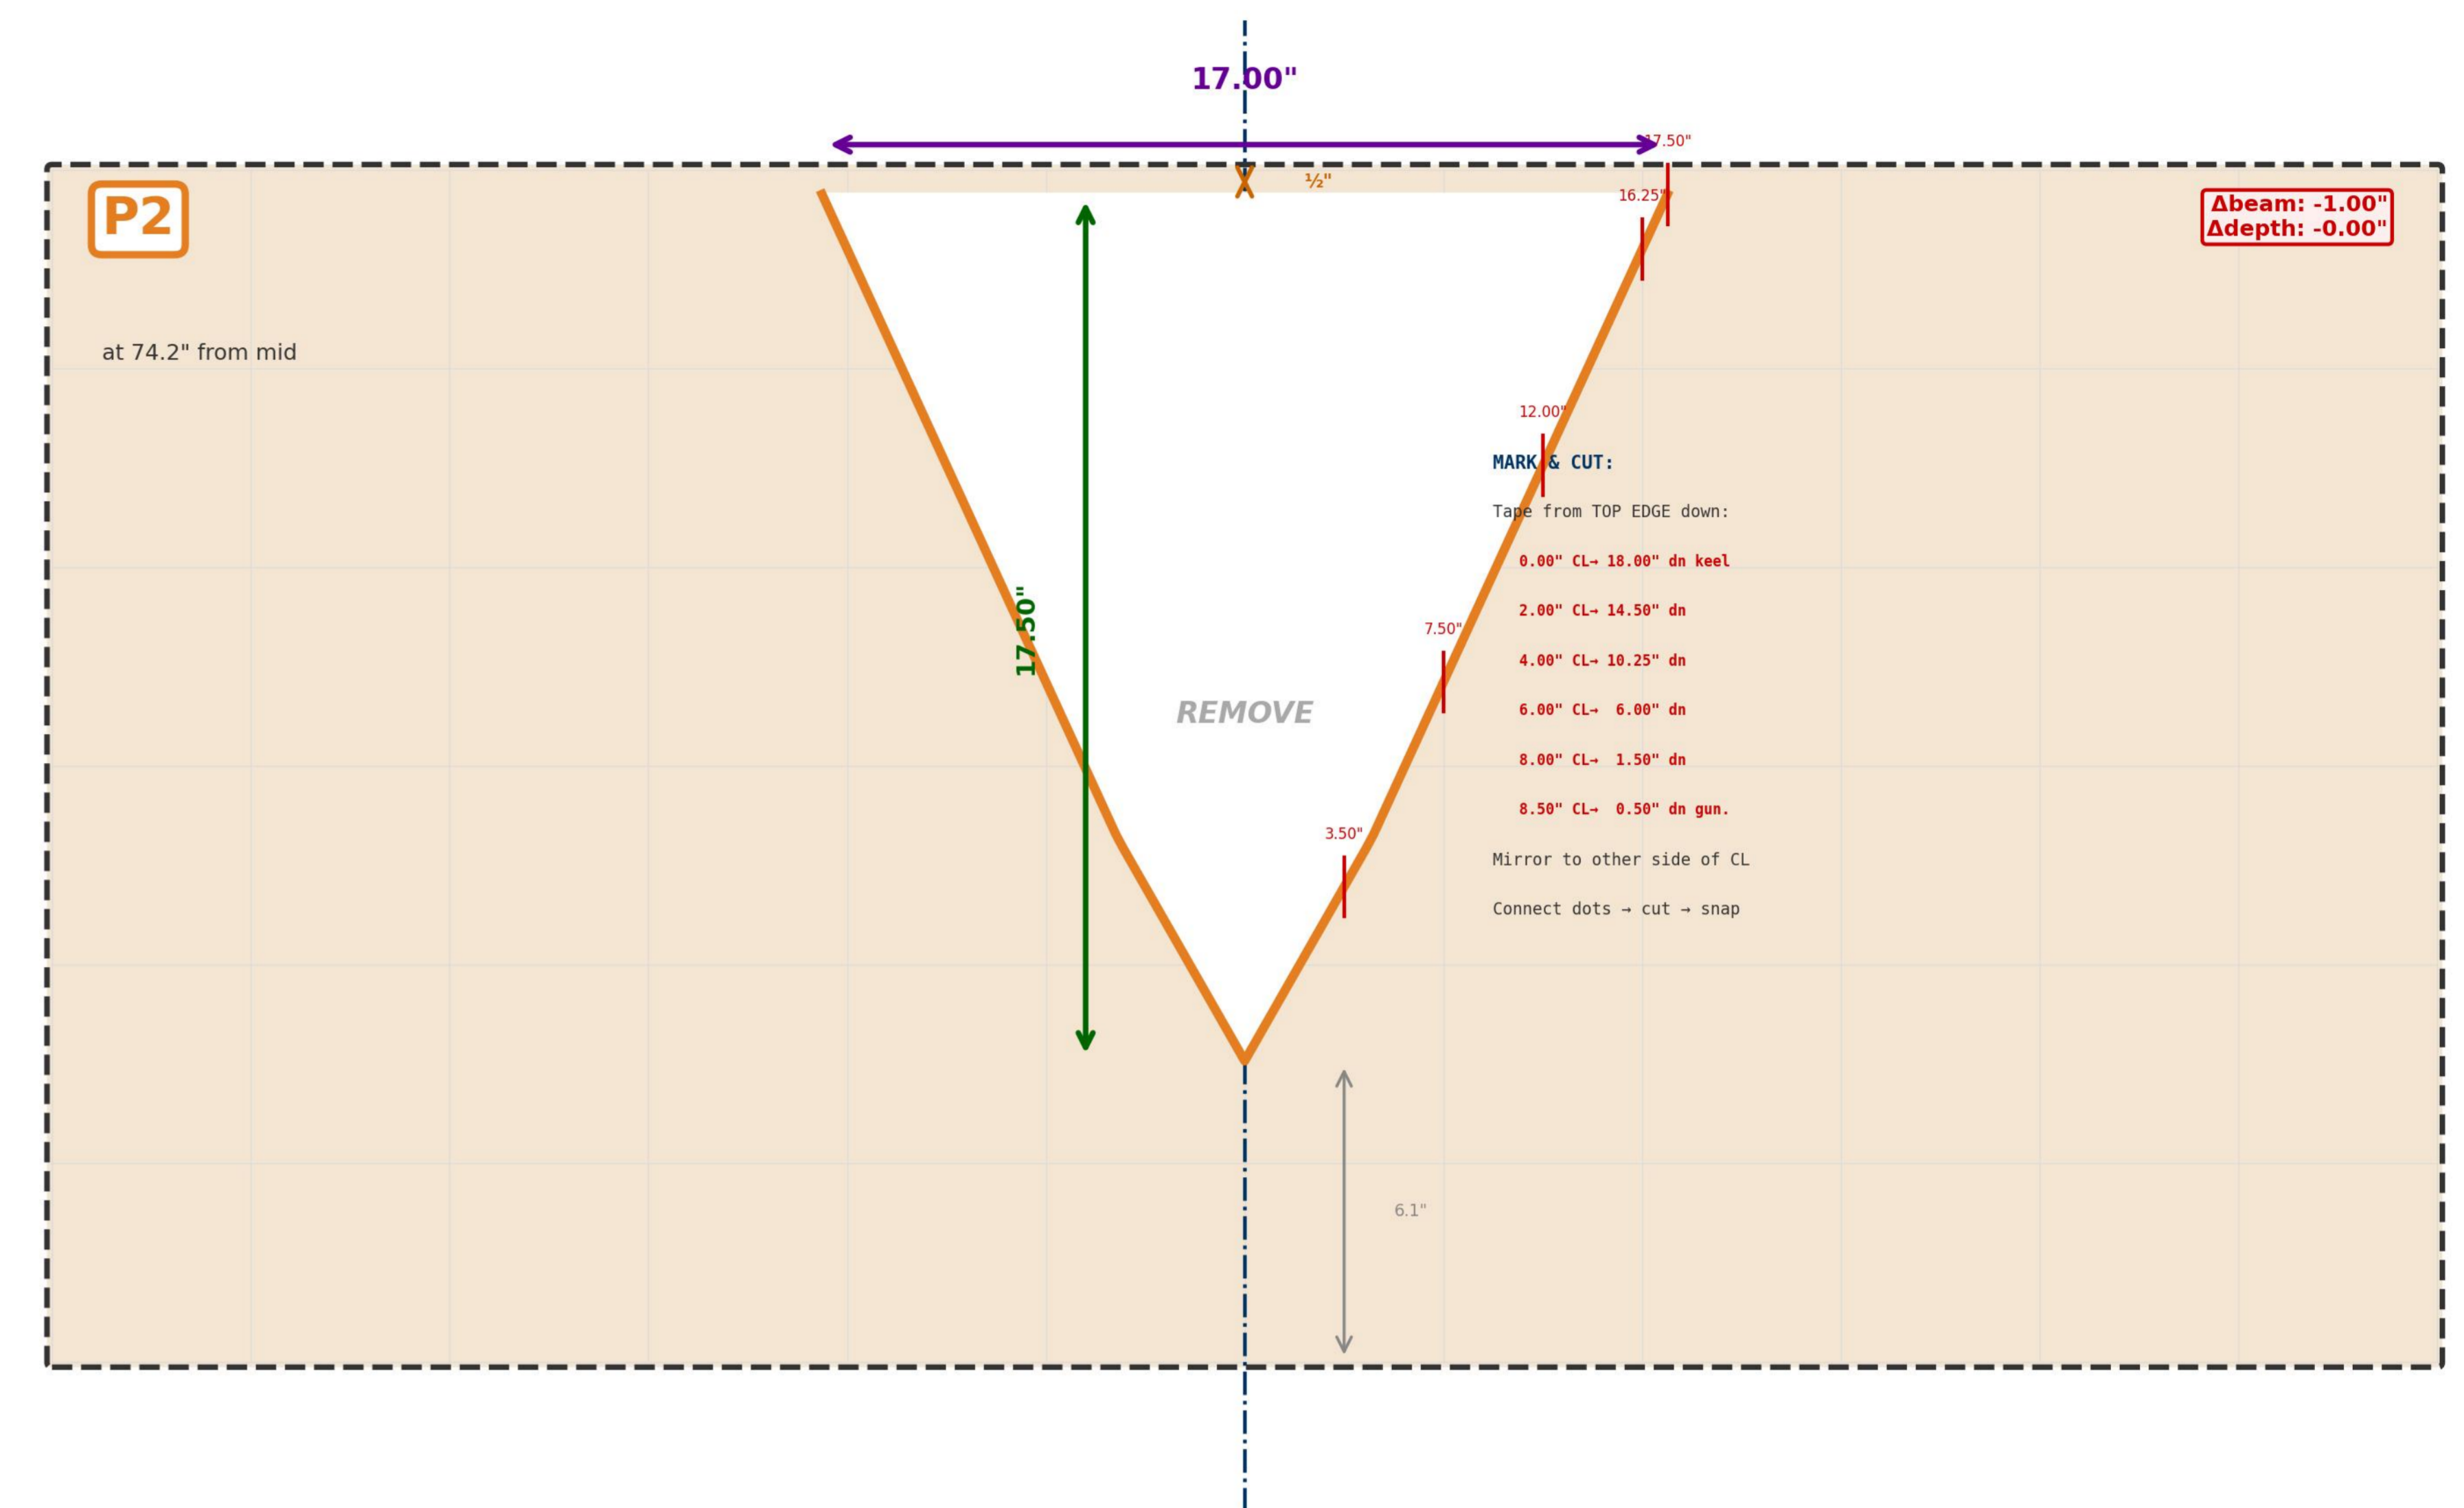 17.00"
17.50"
½"
16.25"
P2
Δbeam: -1.00"
Δdepth: -0.00"
at 74.2" from mid
12.00"
MARK & CUT:
Tape from TOP EDGE down:
0.00" CL→ 18.00" dn keel
2.00" CL→ 14.50" dn
17.50"
7.50"
4.00" CL→ 10.25" dn
REMOVE
6.00" CL→  6.00" dn
8.00" CL→  1.50" dn
8.50" CL→  0.50" dn gun.
3.50"
Mirror to other side of CL
Connect dots → cut → snap
6.1"